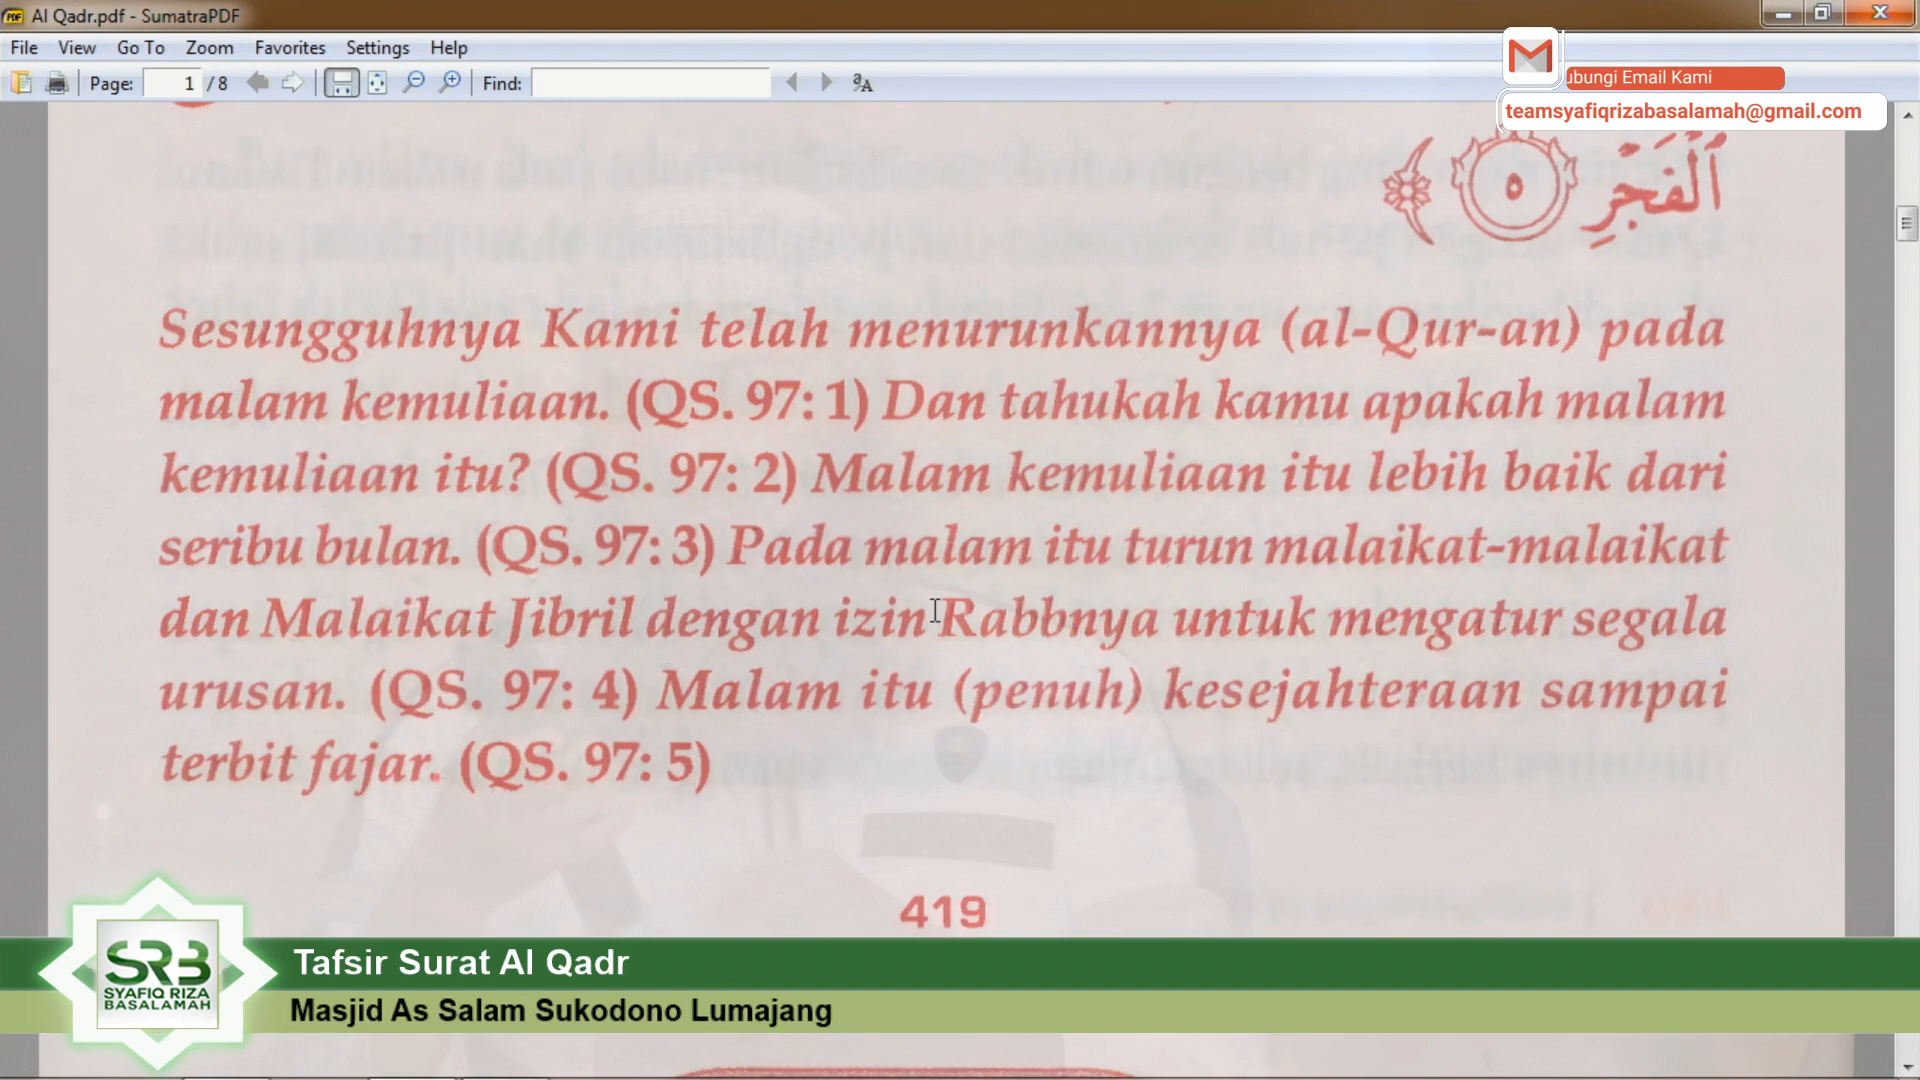 Al Qadr.pdf - SumatraPDF
File View Go To Zoom Favorites Settings Help
Page: 1 / 8 Find:
ubungi Email Kami
teamsyafiqrizabasalamah@gmail.com
ٱلْفَجْرِ ٥
Sesungguhnya Kami telah menurunkannya (al-Qur-an) pada
malam kemuliaan. (QS. 97: 1) Dan tahukah kamu apakah malam
kemuliaan itu? (QS. 97: 2) Malam kemuliaan itu lebih baik dari
seribu bulan. (QS. 97: 3) Pada malam itu turun malaikat-malaikat
dan Malaikat Jibril dengan izin Rabbnya untuk mengatur segala
urusan. (QS. 97: 4) Malam itu (penuh) kesejahteraan sampai
terbit fajar. (QS. 97: 5)
419
SRB
SYAFIQ RIZA
BASALAMAH
Tafsir Surat Al Qadr
Masjid As Salam Sukodono Lumajang